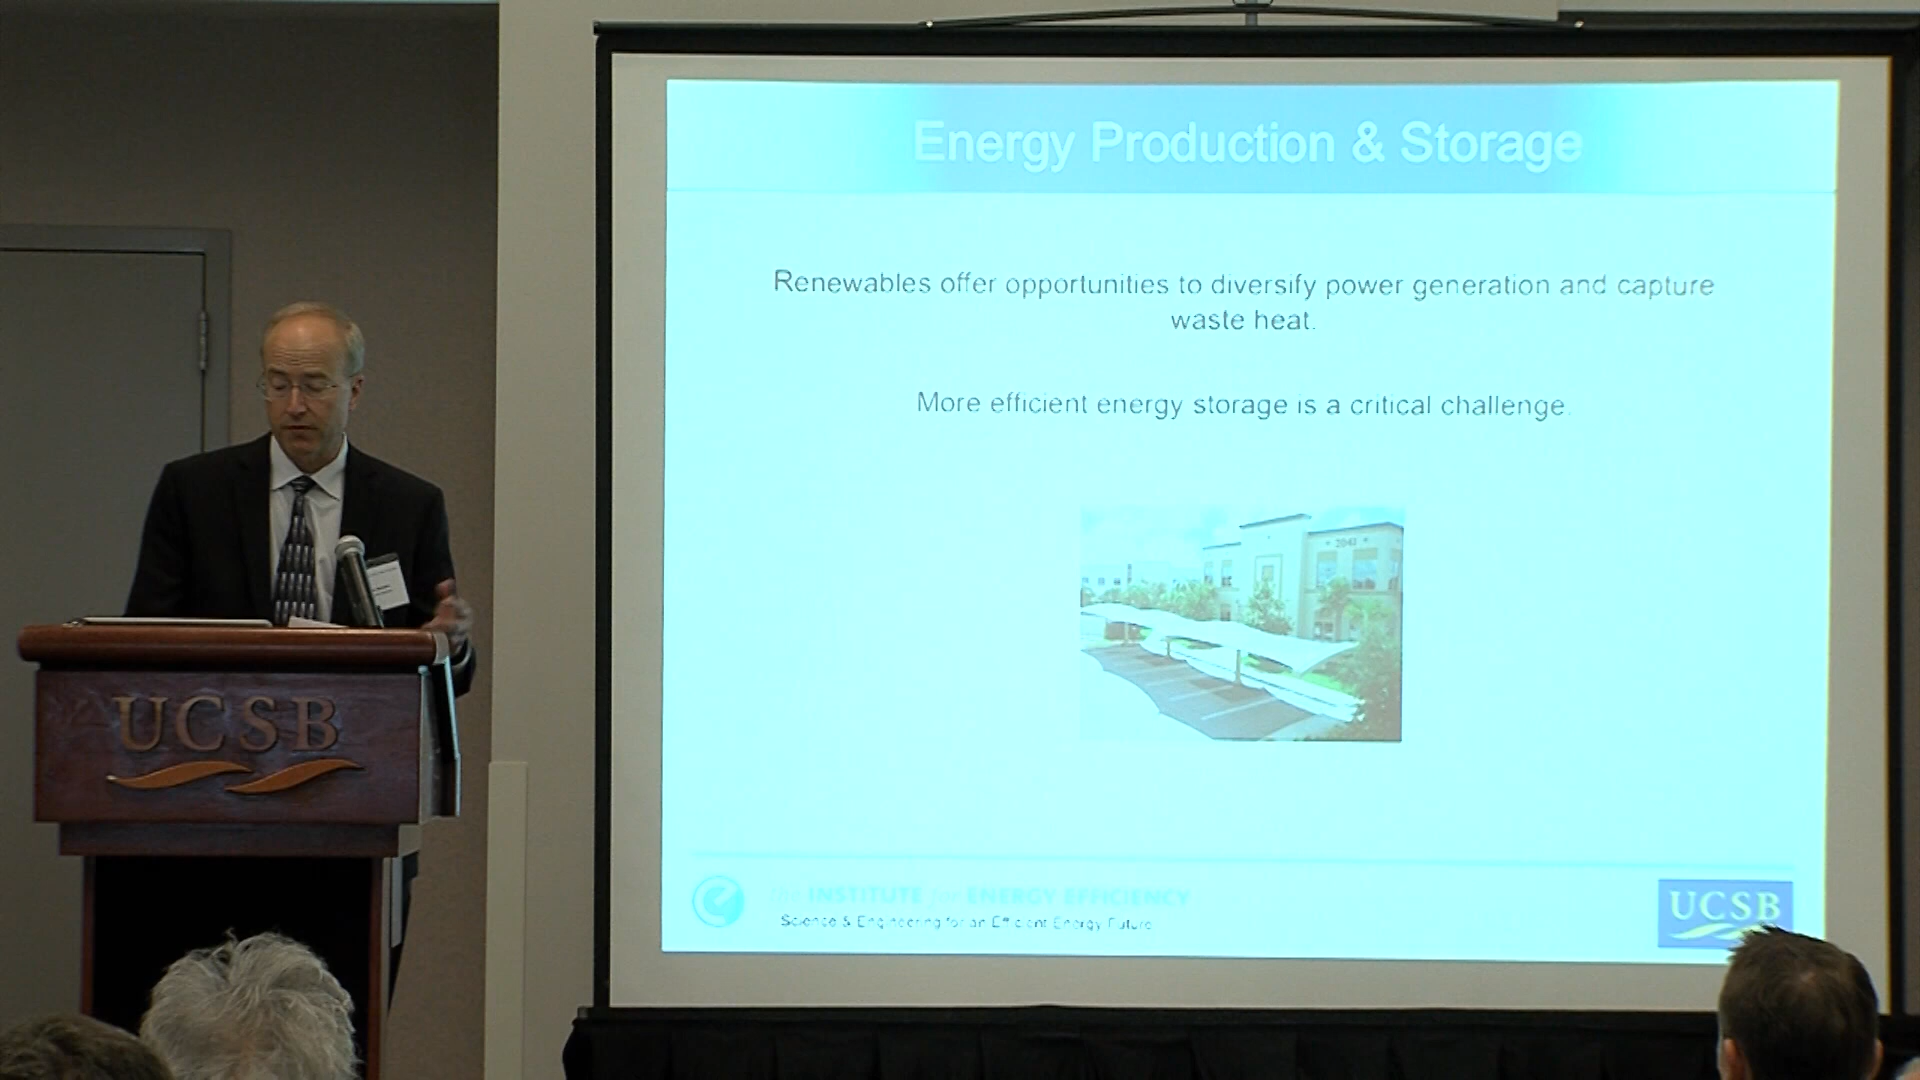 Energy Production & Storage
Renewables offer opportunities to diversify power generation and capture
waste heat.
More efficient energy storage is a critical challenge.
2041
UCSB
the INSTITUTE for ENERGY EFFICIENCY
Science & Engineering for an Efficient Energy Future
UCSB